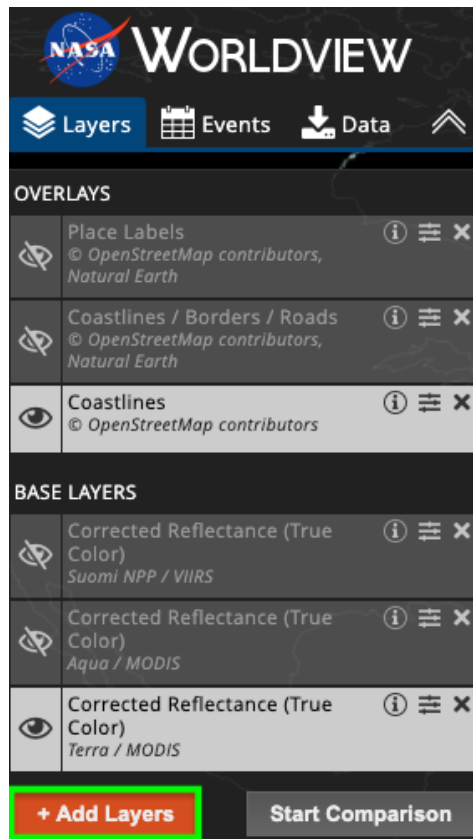 NASA WORLDVIEW
Layers Events Data
OVERLAYS
Place Labels
© OpenStreetMap contributors,
Natural Earth
Coastlines / Borders / Roads
© OpenStreetMap contributors,
Natural Earth
Coastlines
© OpenStreetMap contributors
BASE LAYERS
Corrected Reflectance (True
Color)
Suomi NPP / VIIRS
Corrected Reflectance (True
Color)
Aqua / MODIS
Corrected Reflectance (True
Color)
Terra / MODIS
+ Add Layers Start Comparison